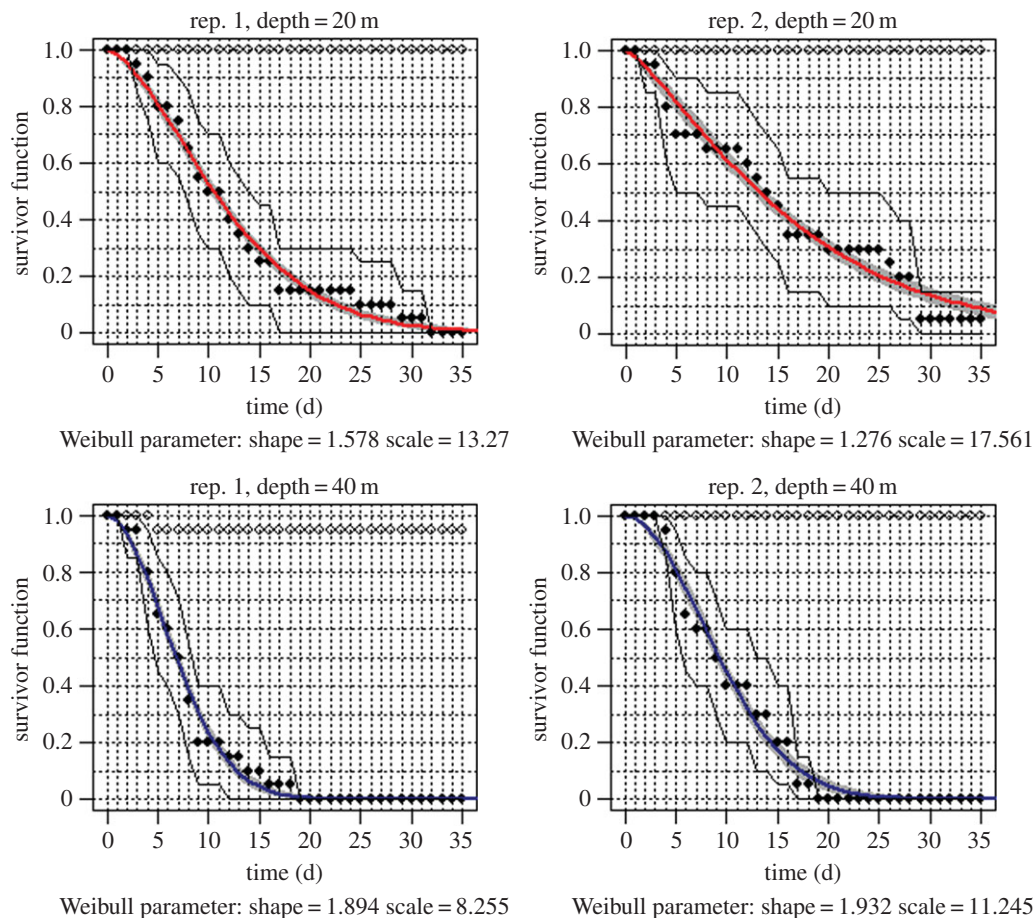 rep. 1, depth = 20 m
1.0
0.8
0.6
0.4
0.2
0
survivor function
0 5 10 15 20 25 30 35
time (d)
Weibull parameter: shape = 1.578 scale = 13.27
rep. 2, depth = 20 m
1.0
0.8
0.6
0.4
0.2
0
survivor function
0 5 10 15 20 25 30 35
time (d)
Weibull parameter: shape = 1.276 scale = 17.561
rep. 1, depth = 40 m
1.0
0.8
0.6
0.4
0.2
0
survivor function
0 5 10 15 20 25 30 35
time (d)
Weibull parameter: shape = 1.894 scale = 8.255
rep. 2, depth = 40 m
1.0
0.8
0.6
0.4
0.2
0
survivor function
0 5 10 15 20 25 30 35
time (d)
Weibull parameter: shape = 1.932 scale = 11.245